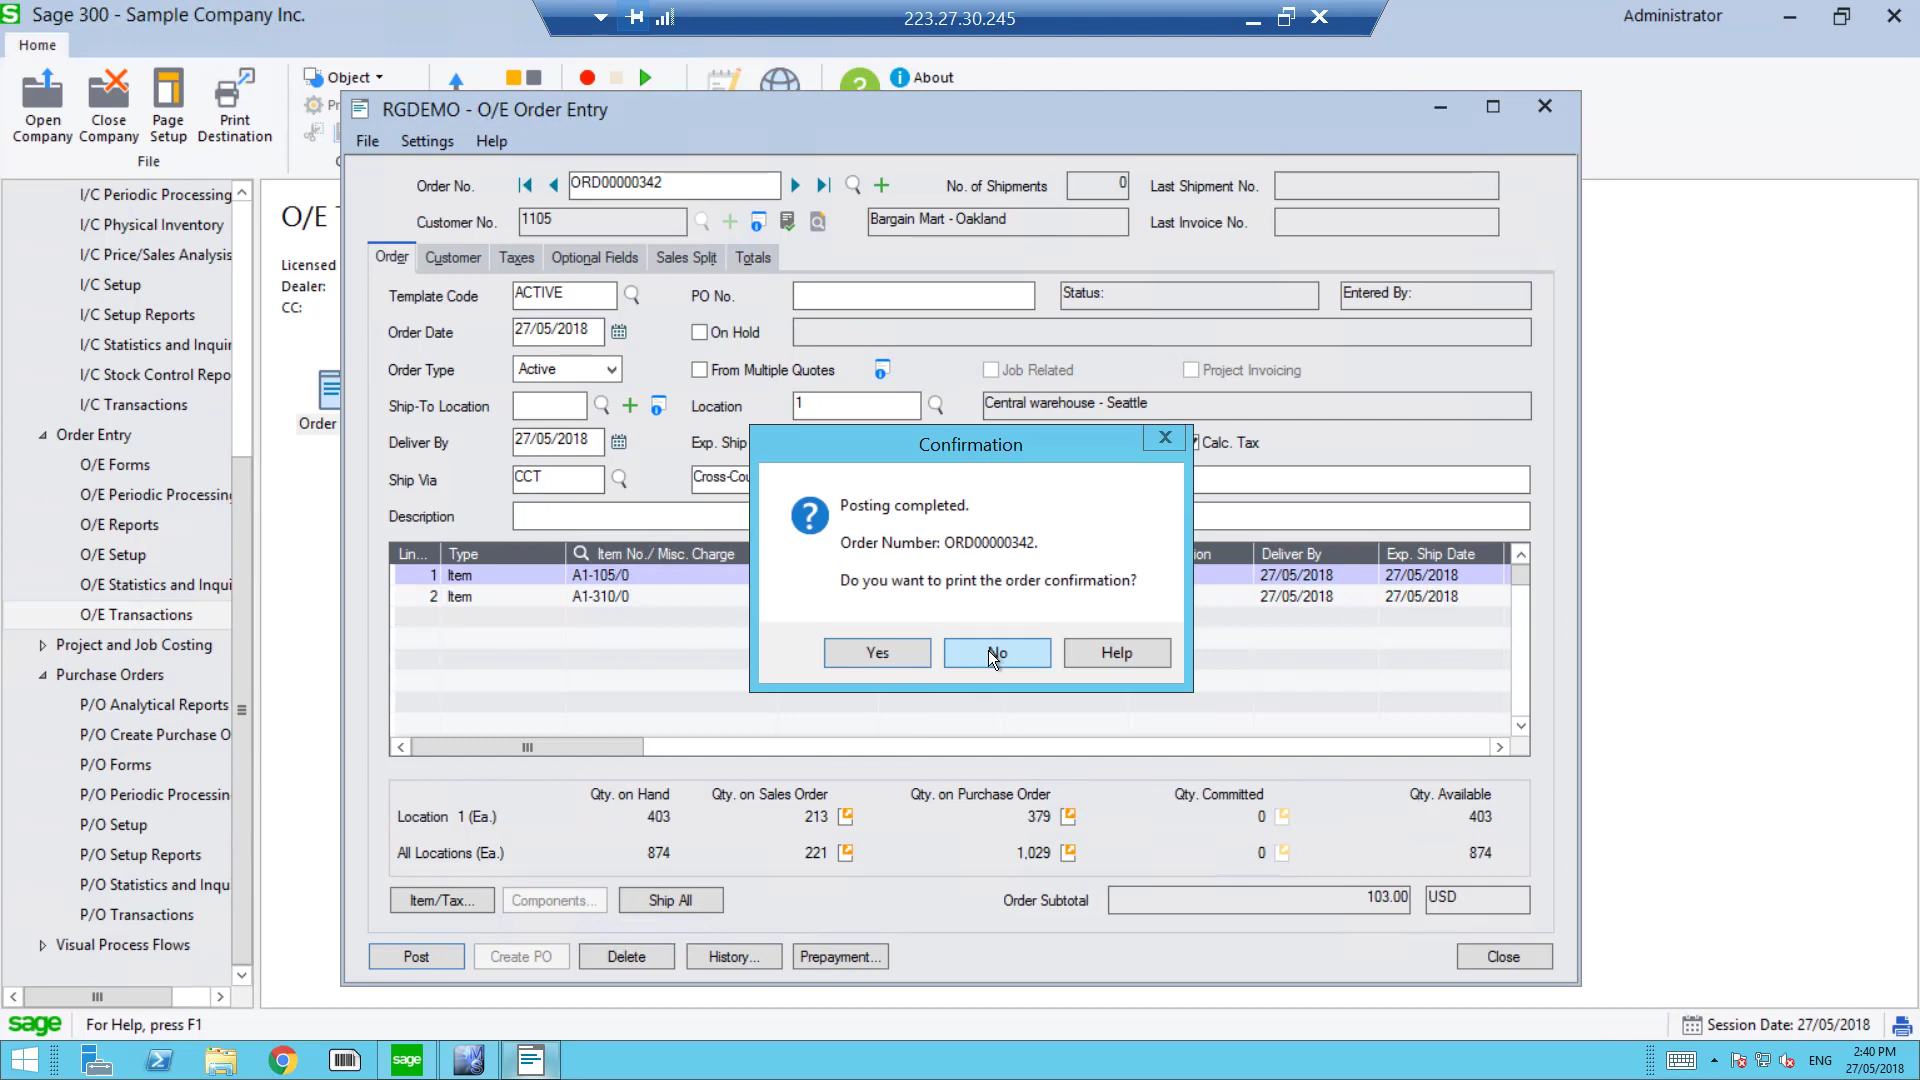 Sage 300 - Sample Company Inc.
223.27.30.245
Administrator
Home
Open Company
Close Company
Page Setup
Print Destination
File
Object
Pr
About
RGDEMO - O/E Order Entry
File Settings Help
I/C Periodic Processing
I/C Physical Inventory
I/C Price/Sales Analysis
I/C Setup
I/C Setup Reports
I/C Statistics and Inquir
I/C Stock Control Repo
I/C Transactions
Order Entry
O/E Forms
O/E Periodic Processing
O/E Reports
O/E Setup
O/E Statistics and Inqui
O/E Transactions
Project and Job Costing
Purchase Orders
P/O Analytical Reports
P/O Create Purchase O
P/O Forms
P/O Periodic Processin
P/O Setup
P/O Setup Reports
P/O Statistics and Inqu
P/O Transactions
Visual Process Flows
O/E T
Licensed
Dealer:
CC:
Order
Order No. ORD00000342 No. of Shipments 0 Last Shipment No.
Customer No. 1105 Bargain Mart - Oakland Last Invoice No.
Order Customer Taxes Optional Fields Sales Split Totals
Template Code ACTIVE PO No. Status: Entered By:
Order Date 27/05/2018 On Hold
Order Type Active From Multiple Quotes Job Related Project Invoicing
Ship-To Location Location 1 Central warehouse - Seattle
Deliver By 27/05/2018 Exp. Ship Calc. Tax
Ship Via CCT Cross-Cou
Description
Lin... Type Item No./ Misc. Charge ion Deliver By Exp. Ship Date
1 Item A1-105/0 27/05/2018 27/05/2018
2 Item A1-310/0 27/05/2018 27/05/2018
Confirmation
Posting completed.
Order Number: ORD00000342.
Do you want to print the order confirmation?
Yes No Help
Qty. on Hand Qty. on Sales Order Qty. on Purchase Order Qty. Committed Qty. Available
Location 1 (Ea.) 403 213 379 0 403
All Locations (Ea.) 874 221 1,029 0 874
Item/Tax... Components... Ship All Order Subtotal 103.00 USD
Post Create PO Delete History... Prepayment... Close
sage For Help, press F1
Session Date: 27/05/2018
sage
ENG
2:40 PM
27/05/2018